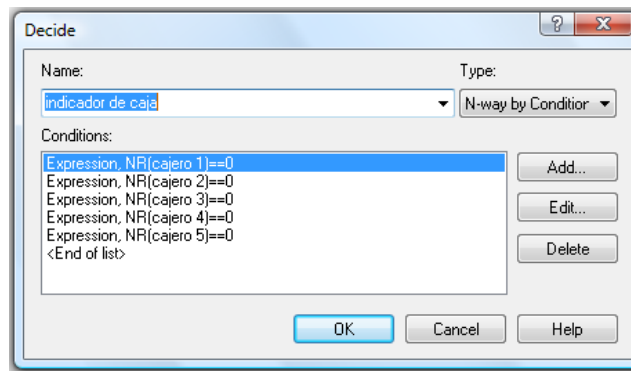 Decide
Name:
Type:
indicador de caja
N-way by Condition
Conditions:
Expression, NR(cajero 1)==0
Expression, NR(cajero 2)==0
Expression, NR(cajero 3)==0
Expression, NR(cajero 4)==0
Expression, NR(cajero 5)==0
<End of list>
Add...
Edit...
Delete
OK
Cancel
Help